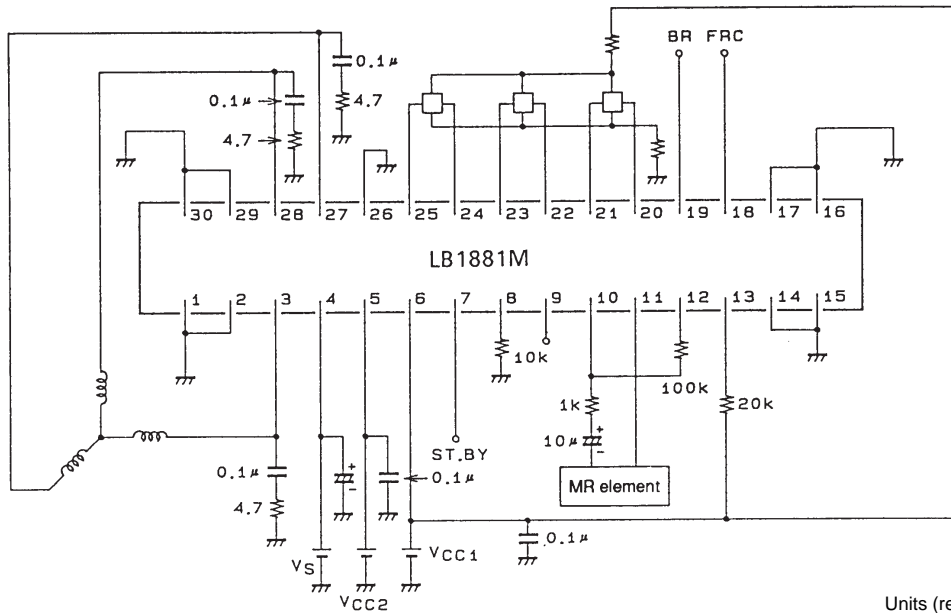 BR FRC
0.1μ
0.1μ
4.7
4.7
30 29 28 27 26 25 24 23 22 21 20 19 18 17 16
LB1881M
1 2 3 4 5 6 7 8 9 10 11 12 13 14 15
10k
100k
1k
20k
10μ
+
-
ST.BY
0.1μ
+
-
0.1μ
MR element
4.7
VS
VCC1
0.1μ
VCC2
Units (re